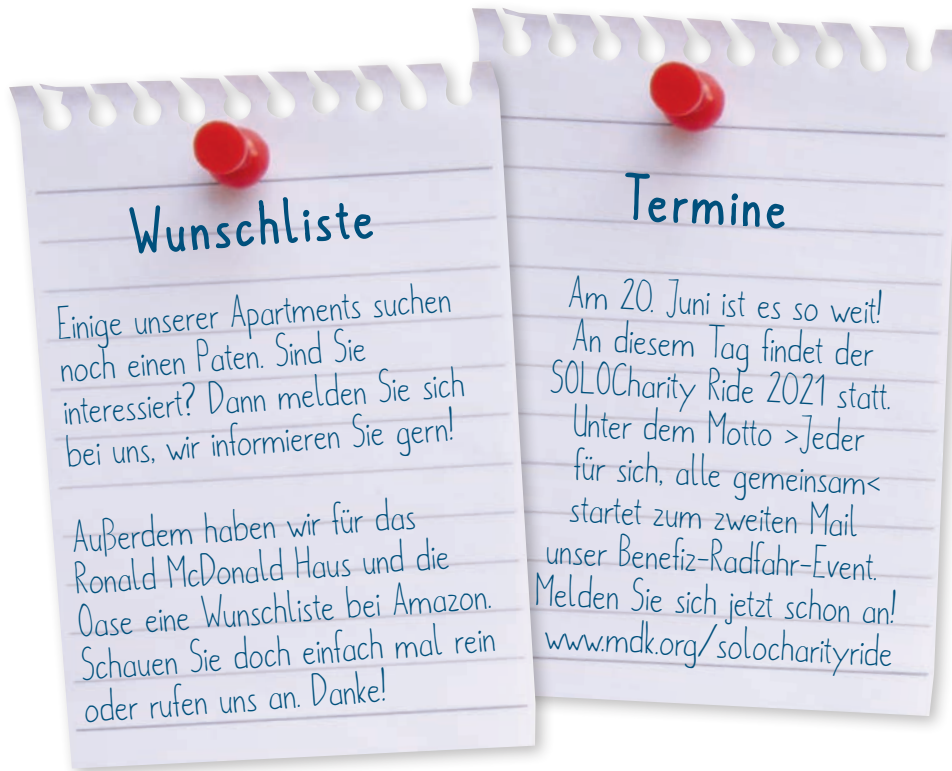 Wunschliste
Einige unserer Apartments suchen
noch einen Paten. Sind Sie
interessiert? Dann melden Sie sich
bei uns, wir informieren Sie gern!
Außerdem haben wir für das
Ronald McDonald Haus und die
Oase eine Wunschliste bei Amazon.
Schauen Sie doch einfach mal rein
oder rufen uns an. Danke!
Termine
Am 20. Juni ist es so weit!
An diesem Tag findet der
SOLOCharity Ride 2021 statt.
Unter dem Motto >Jeder
für sich, alle gemeinsam<
startet zum zweiten Mail
unser Benefiz-Radfahr-Event.
Melden Sie sich jetzt schon an!
www.mdk.org/solocharityride